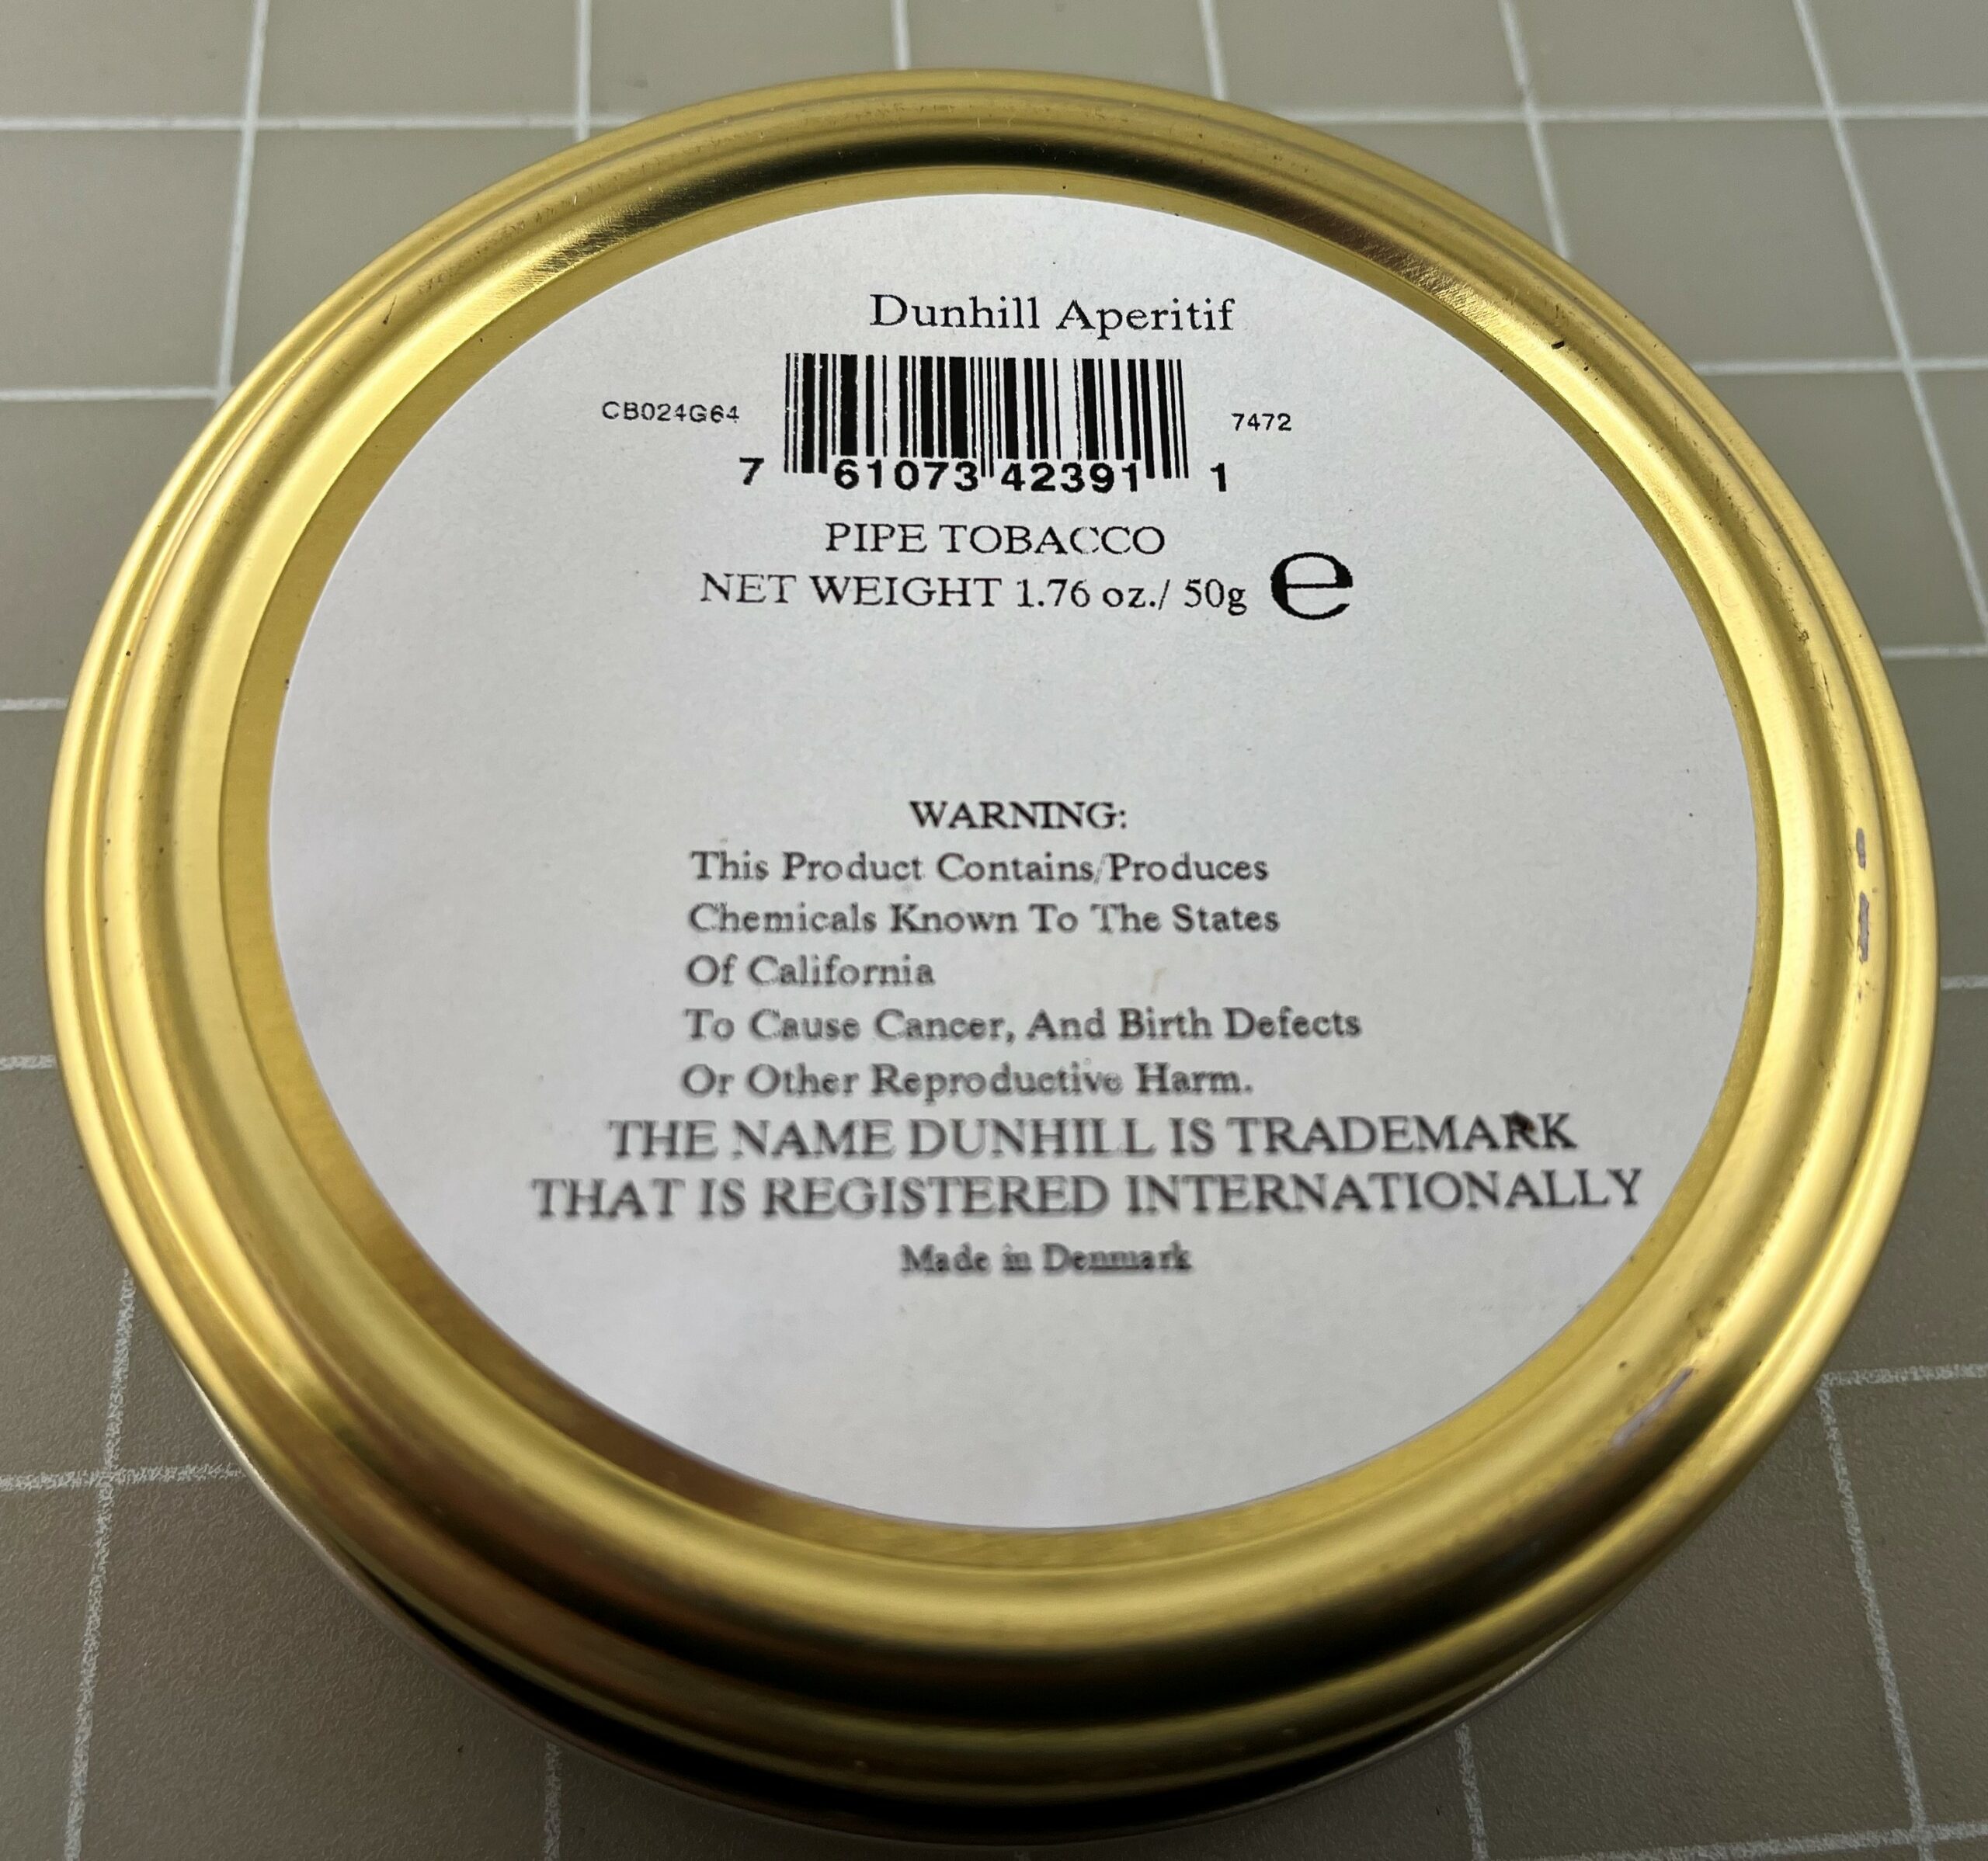 Dunhill Aperitif
CB024G64 7472
7 61073 42391 1
PIPE TOBACCO
NET WEIGHT 1.76 oz./ 50g e
WARNING:
This Product Contains/Produces
Chemicals Known To The States
Of California
To Cause Cancer, And Birth Defects
Or Other Reproductive Harm.
THE NAME DUNHILL IS TRADEMARK
THAT IS REGISTERED INTERNATIONALLY
Made in Denmark